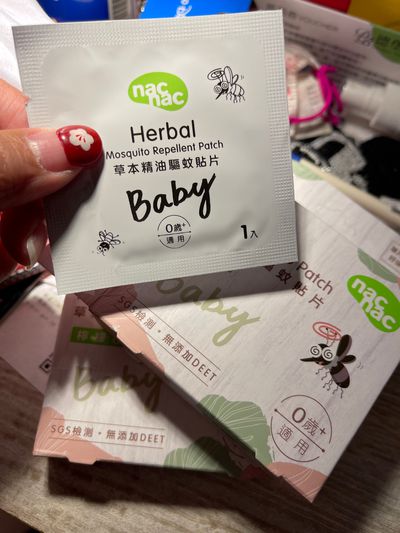 nac
nac
Herbal
Mosquito Repellent Patch
草本精油驅蚊貼片
Baby
0歲+
適用
1入
Patch
蚊貼片
nac
nac
Baby
SGS檢測・無添加DEET
0歲+
適用
草
Baby
SGS檢測・無添加DEET